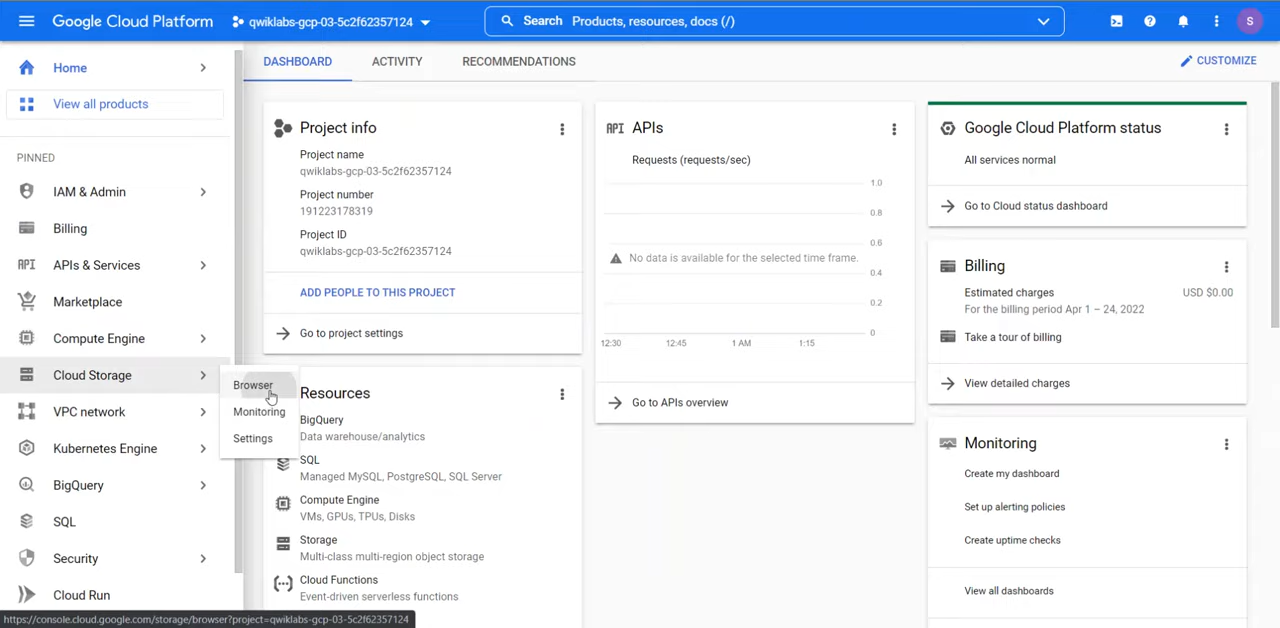 Google Cloud Platform
qwiklabs-gcp-03-5c2f62357124
Search Products, resources, docs (/)
S
Home
View all products
PINNED
IAM & Admin
Billing
API APIs & Services
Marketplace
Compute Engine
Cloud Storage
VPC network
Kubernetes Engine
BigQuery
SQL
Security
Cloud Run
Browser
Monitoring
Settings
DASHBOARD
ACTIVITY
RECOMMENDATIONS
CUSTOMIZE
Project info
Project name
qwiklabs-gcp-03-5c2f62357124
Project number
191223178319
Project ID
qwiklabs-gcp-03-5c2f62357124
ADD PEOPLE TO THIS PROJECT
Go to project settings
Resources
BigQuery
Data warehouse/analytics
SQL
Managed MySQL, PostgreSQL, SQL Server
Compute Engine
VMs, GPUs, TPUs, Disks
Storage
Multi-class multi-region object storage
Cloud Functions
Event-driven serverless functions
API APIs
Requests (requests/sec)
1.0
0.8
0.6
No data is available for the selected time frame.
0.4
0.2
0
12:30 12:45 1 AM 1:15
Go to APIs overview
Google Cloud Platform status
All services normal
Go to Cloud status dashboard
Billing
Estimated charges USD $0.00
For the billing period Apr 1 – 24, 2022
Take a tour of billing
View detailed charges
Monitoring
Create my dashboard
Set up alerting policies
Create uptime checks
View all dashboards
https://console.cloud.google.com/storage/browser?project=qwiklabs-gcp-03-5c2f62357124